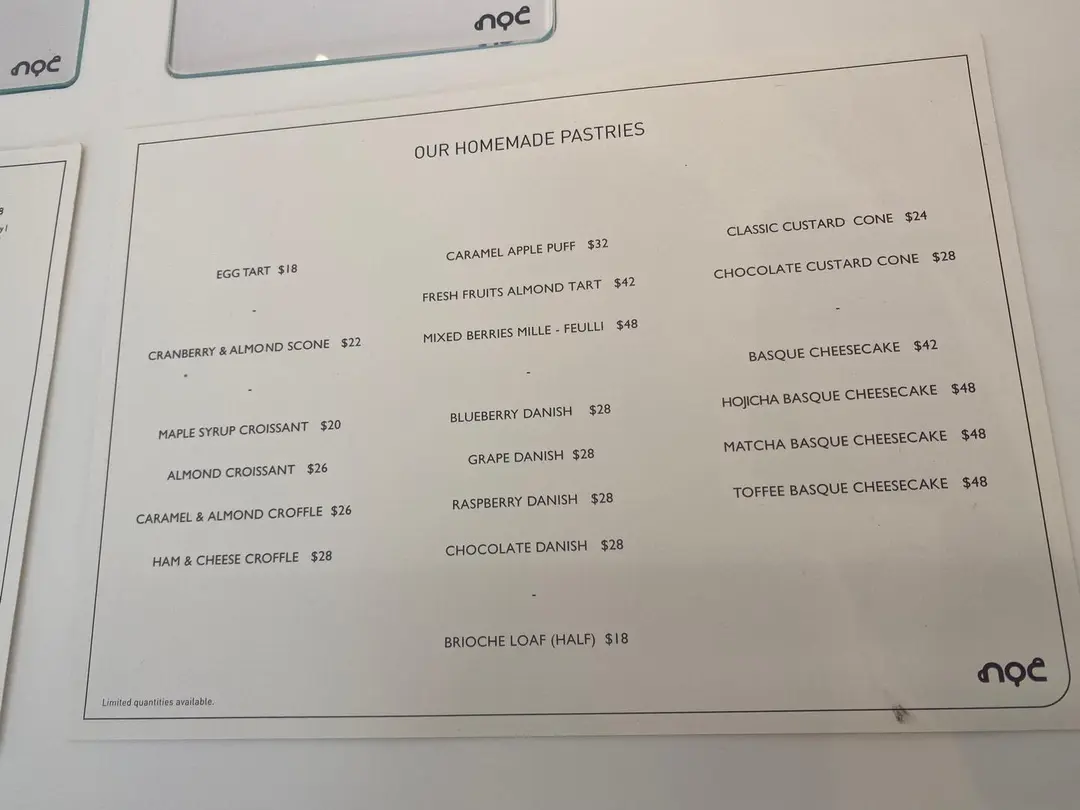 noc
noc
OUR HOMEMADE PASTRIES
EGG TART $18
-
CRANBERRY & ALMOND SCONE $22
-
MAPLE SYRUP CROISSANT $20
ALMOND CROISSANT $26
CARAMEL & ALMOND CROFFLE $26
HAM & CHEESE CROFFLE $28
CARAMEL APPLE PUFF $32
FRESH FRUITS ALMOND TART $42
MIXED BERRIES MILLE - FEULLI $48
-
BLUEBERRY DANISH $28
GRAPE DANISH $28
RASPBERRY DANISH $28
CHOCOLATE DANISH $28
-
BRIOCHE LOAF (HALF) $18
CLASSIC CUSTARD CONE $24
CHOCOLATE CUSTARD CONE $28
-
BASQUE CHEESECAKE $42
HOJICHA BASQUE CHEESECAKE $48
MATCHA BASQUE CHEESECAKE $48
TOFFEE BASQUE CHEESECAKE $48
Limited quantities available.
noc